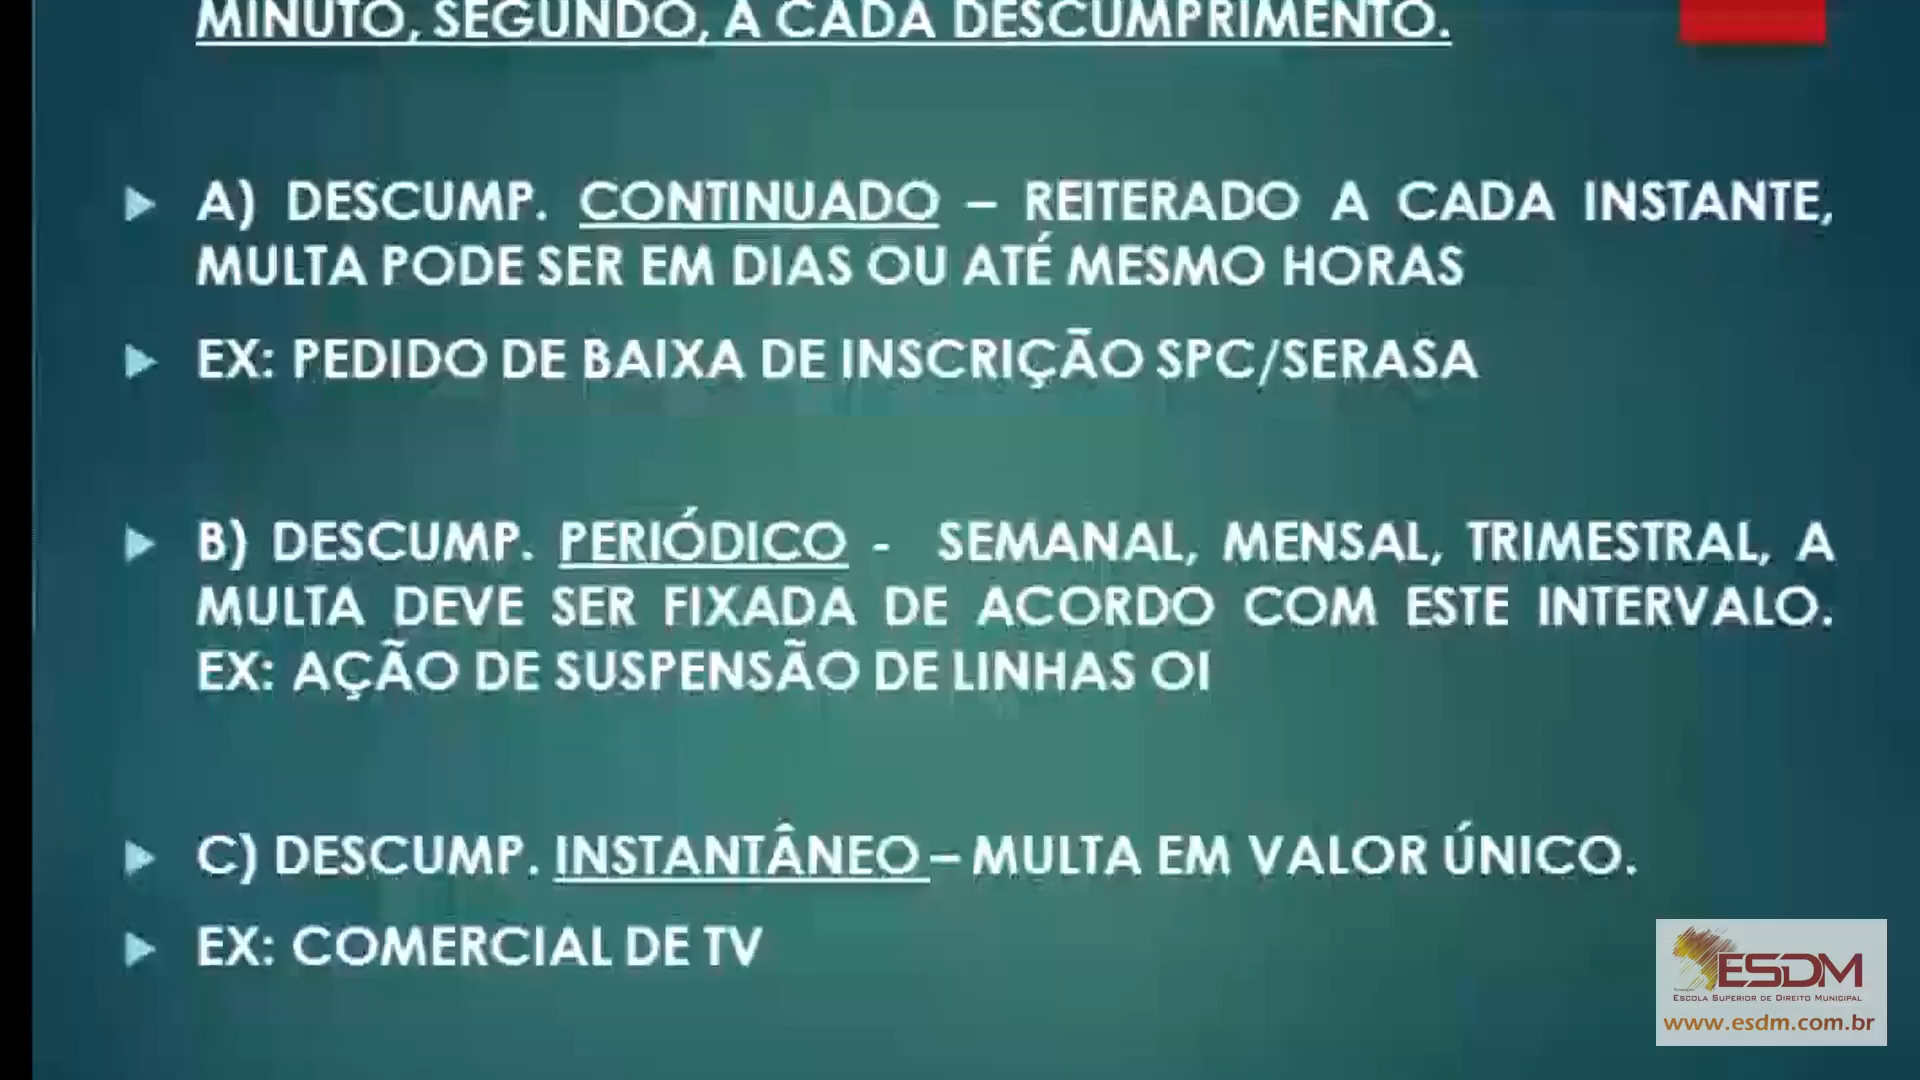 MINUTO, SEGUNDO, A CADA DESCUMPRIMENTO.
A) DESCUMP. CONTINUADO – REITERADO A CADA INSTANTE,
MULTA PODE SER EM DIAS OU ATÉ MESMO HORAS
EX: PEDIDO DE BAIXA DE INSCRIÇÃO SPC/SERASA
B) DESCUMP. PERIÓDICO - SEMANAL, MENSAL, TRIMESTRAL, A
MULTA DEVE SER FIXADA DE ACORDO COM ESTE INTERVALO.
EX: AÇÃO DE SUSPENSÃO DE LINHAS OI
C) DESCUMP. INSTANTÂNEO – MULTA EM VALOR ÚNICO.
EX: COMERCIAL DE TV
ESDM
ESCOLA SUPERIOR DE DIREITO MUNICIPAL
www.esdm.com.br